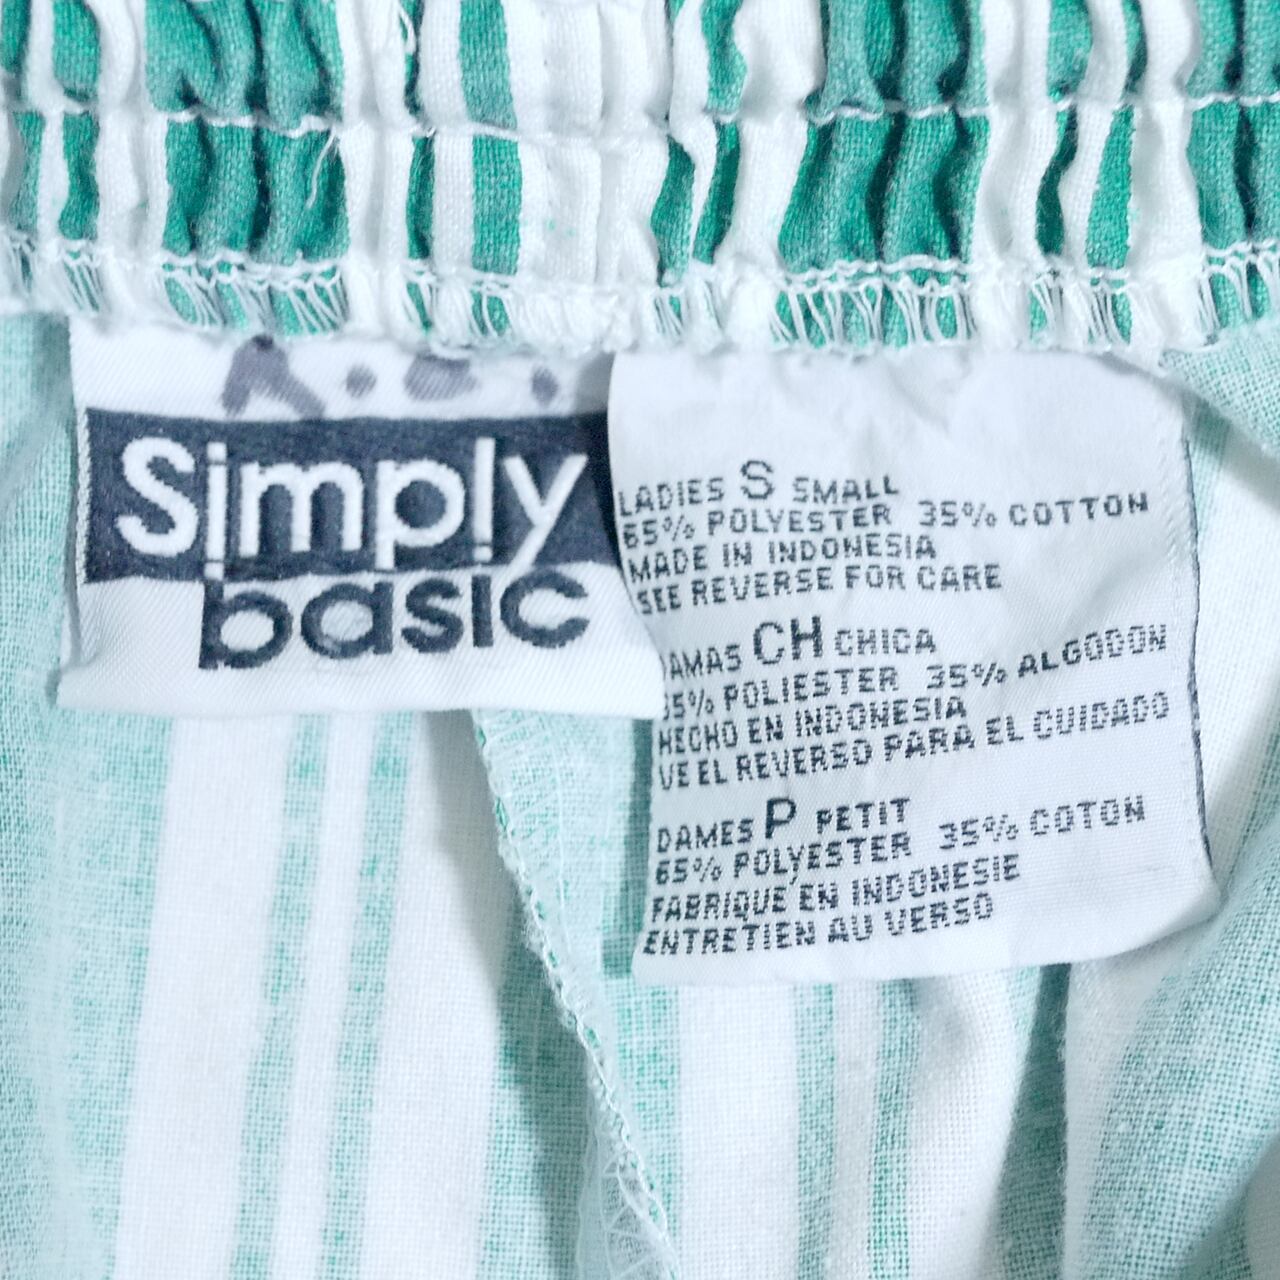 Simply
basic
LADIES S SMALL
65% POLYESTER 35% COTTON
MADE IN INDONESIA
SEE REVERSE FOR CARE
DAMAS CH CHICA
65% POLIESTER 35% ALGODON
HECHO EN INDONESIA
VE EL REVERSO PARA EL CUIDADO
DAMES P PETIT
65% POLYESTER 35% COTON
FABRIQUE EN INDONESIE
ENTRETIEN AU VERSO